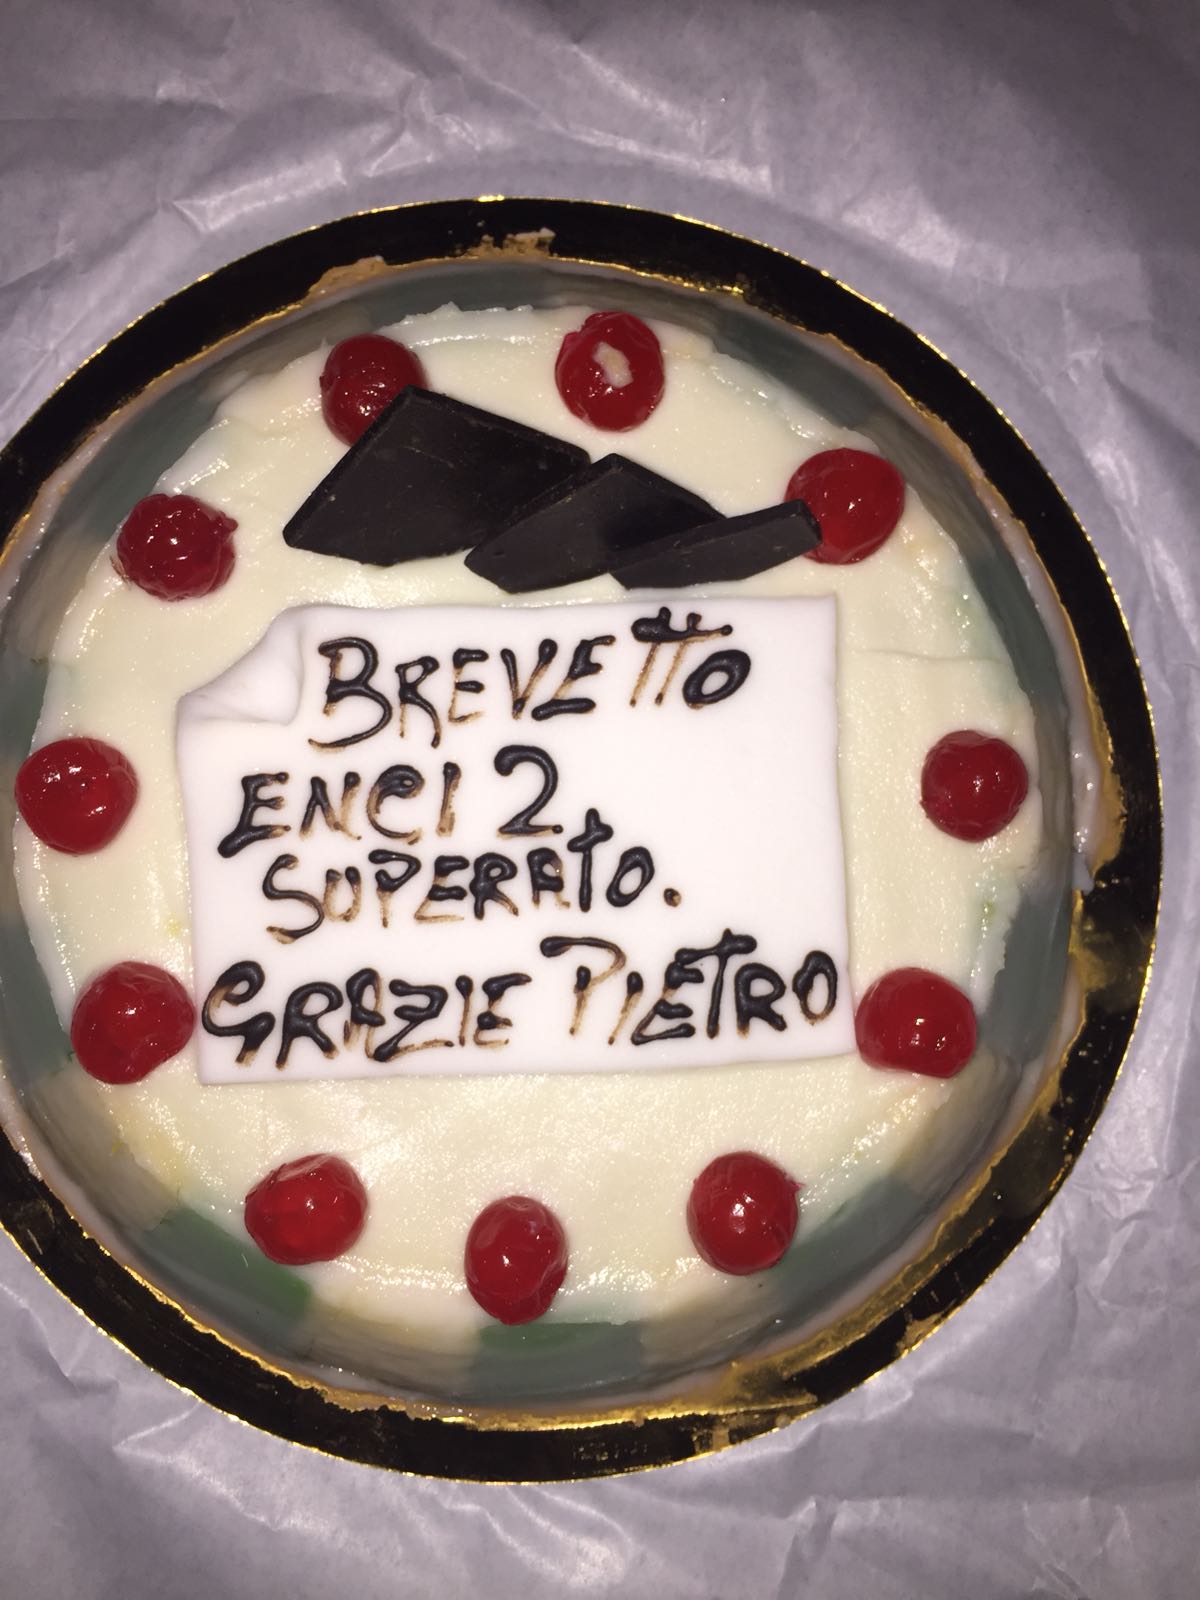 BREVETTO
ENCI 2
SUPERATO.
GRAZIE PIETRO